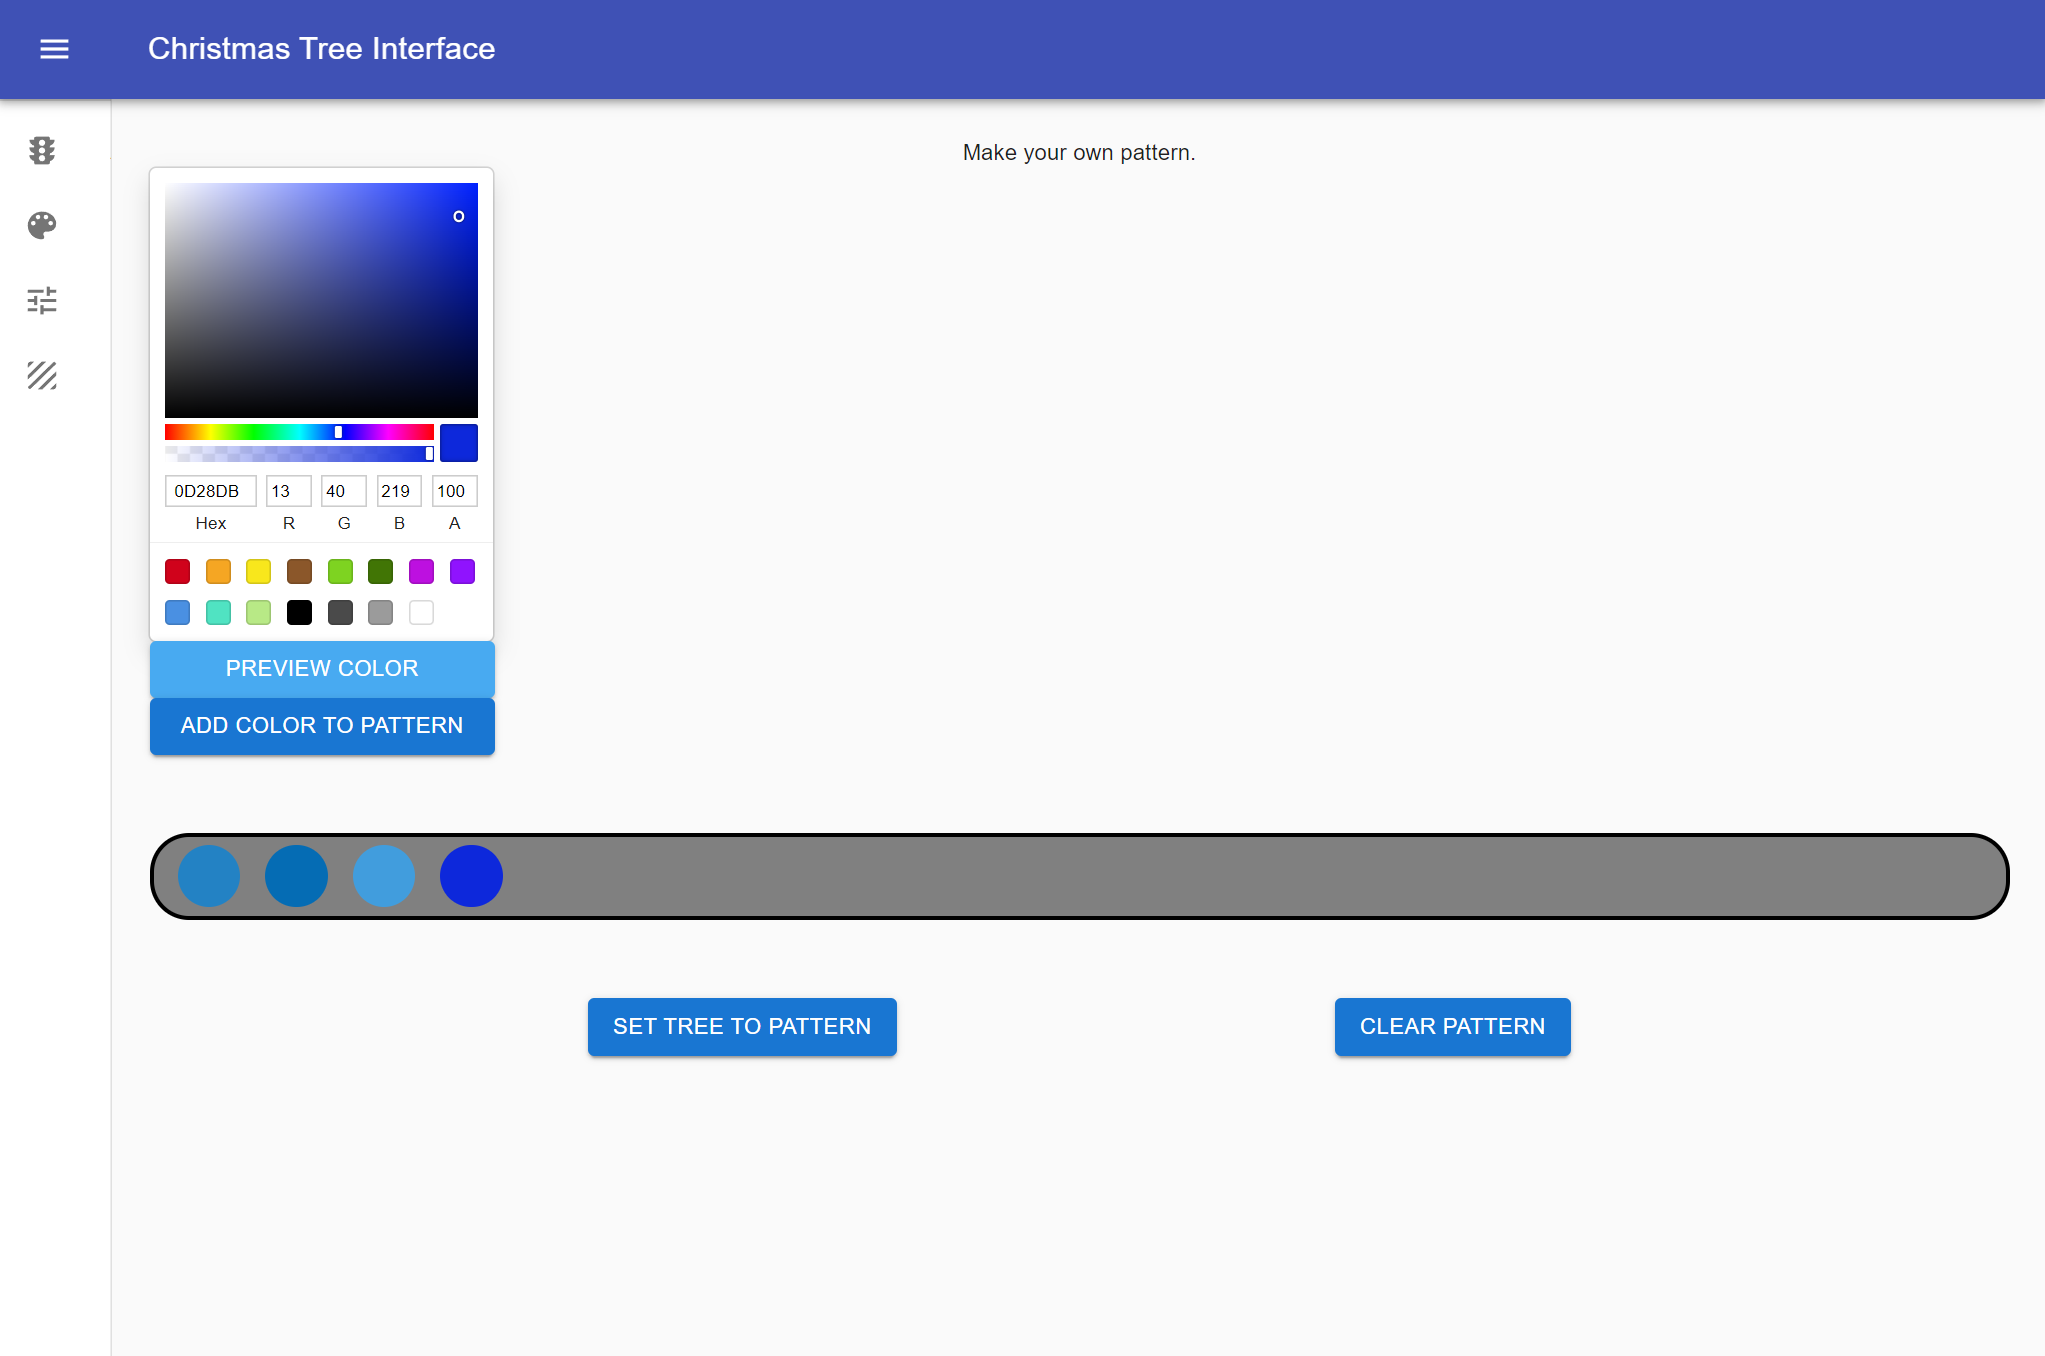 Christmas Tree Interface
Make your own pattern.
0D28DB 13 40 219 100
Hex R G B A
PREVIEW COLOR
ADD COLOR TO PATTERN
SET TREE TO PATTERN CLEAR PATTERN